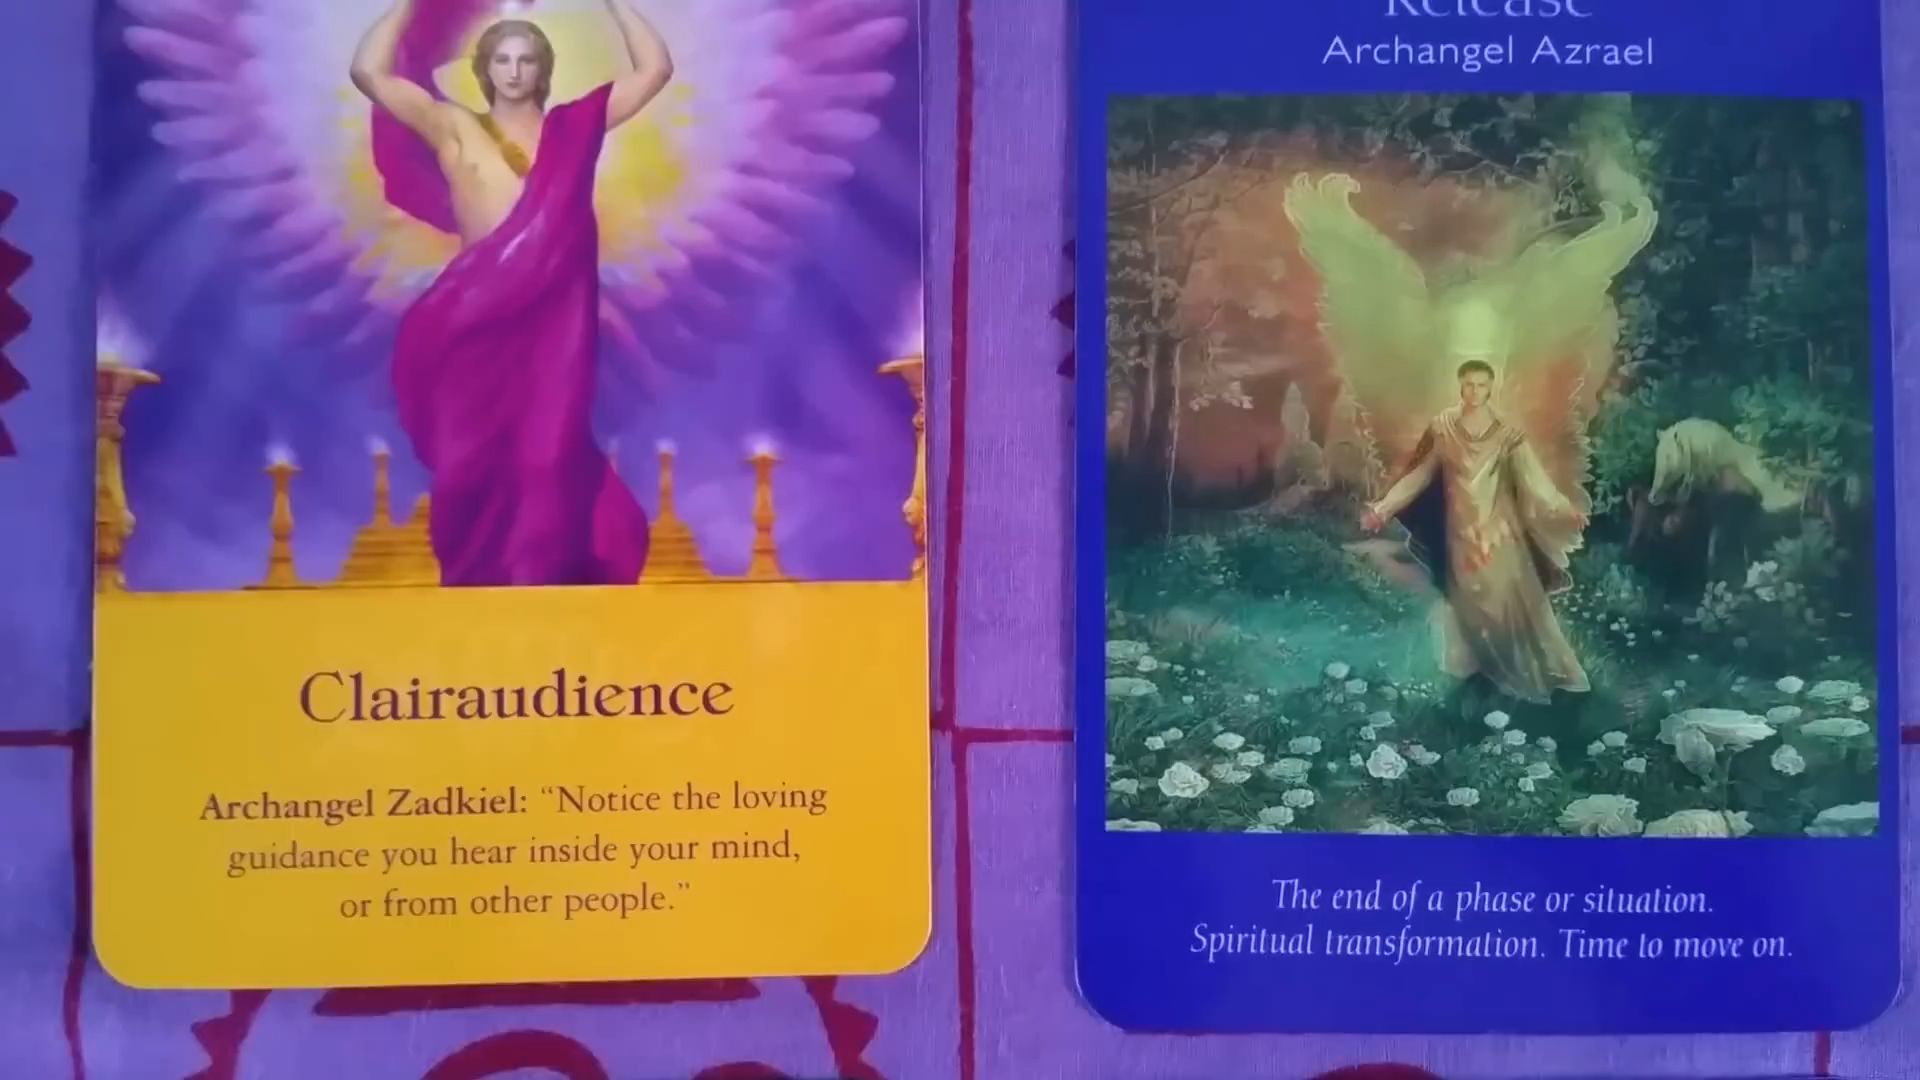 Clairaudience
Archangel Zadkiel: “Notice the loving
guidance you hear inside your mind,
or from other people.”
Release
Archangel Azrael
The end of a phase or situation.
Spiritual transformation. Time to move on.